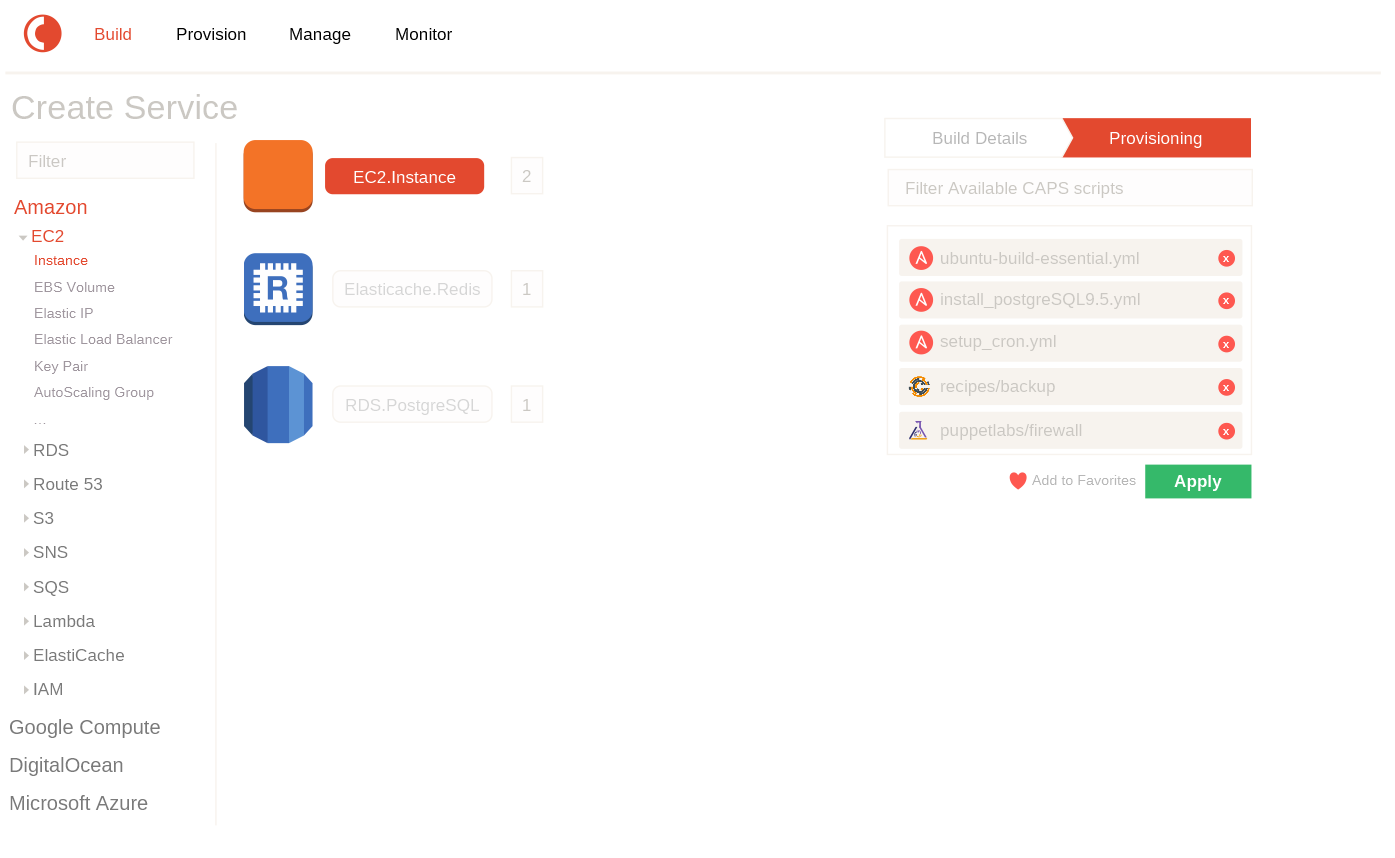 Build
Provision
Manage
Monitor
Create Service
Filter
Amazon
EC2
Instance
EBS Volume
Elastic IP
Elastic Load Balancer
Key Pair
AutoScaling Group
...
RDS
Route 53
S3
SNS
SQS
Lambda
ElastiCache
IAM
Google Compute
DigitalOcean
Microsoft Azure
EC2.Instance
2
R
Elasticache.Redis
1
RDS.PostgreSQL
1
Build Details
Provisioning
Filter Available CAPS scripts
ubuntu-build-essential.yml
x
install_postgreSQL9.5.yml
x
setup_cron.yml
x
recipes/backup
x
puppetlabs/firewall
x
Add to Favorites
Apply